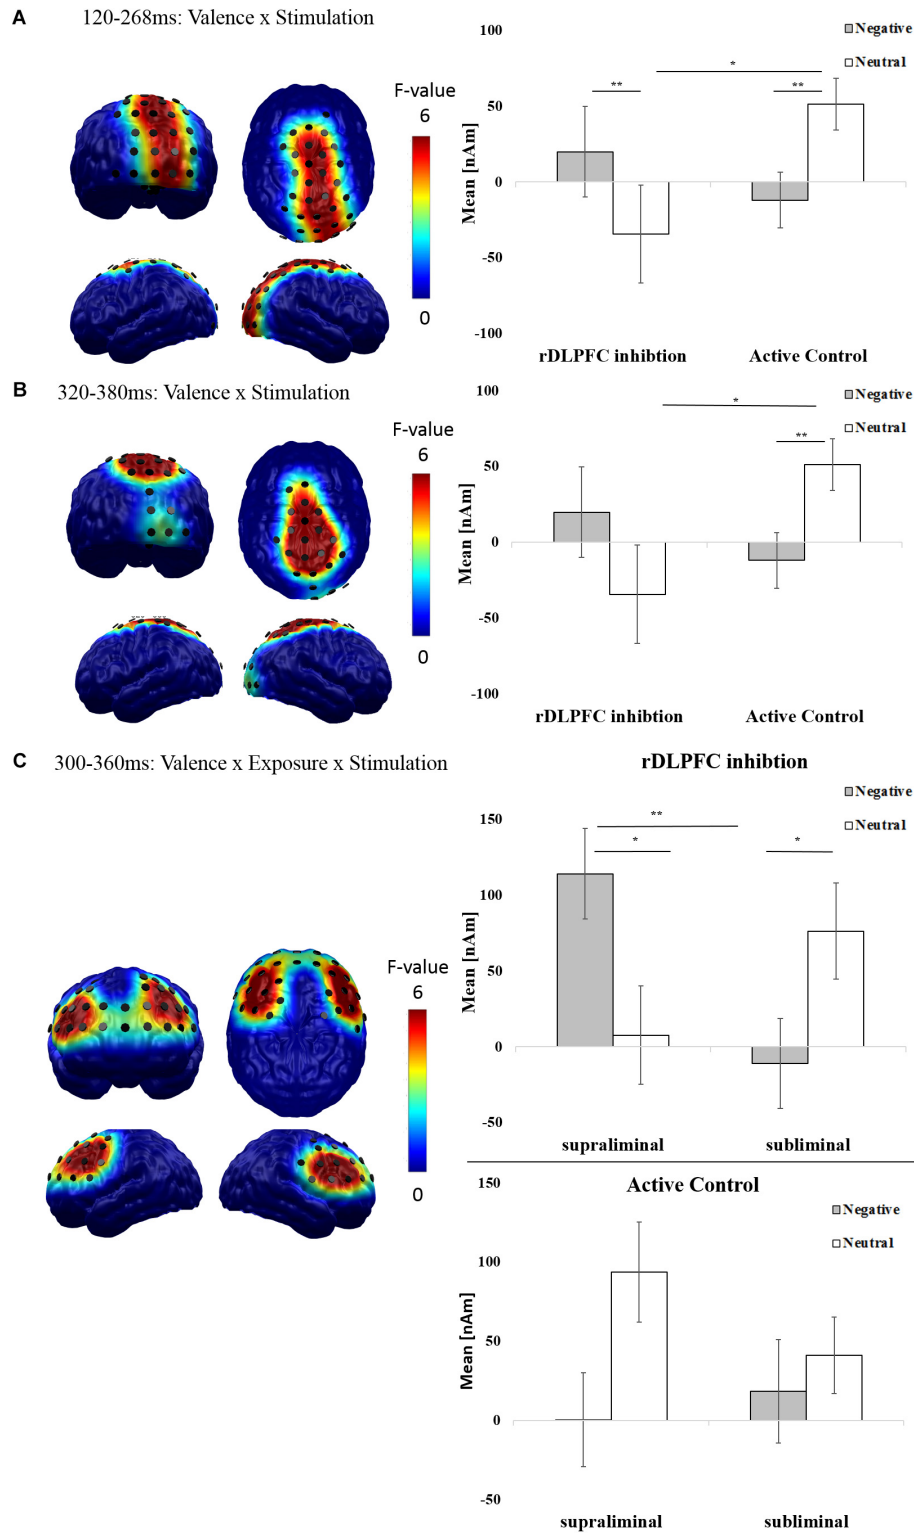 A
120-268ms: Valence x Stimulation
F-value
6
0
100
50
0
-50
-100
Mean [nAm]
Negative
Neutral
*
**
**
rDLPFC inhibtion
Active Control
B
320-380ms: Valence x Stimulation
F-value
6
0
100
50
0
-50
-100
Mean [nAm]
Negative
Neutral
*
**
rDLPFC inhibtion
Active Control
C
300-360ms: Valence x Exposure x Stimulation
F-value
6
0
rDLPFC inhibtion
Negative
Neutral
150
100
50
0
-50
Mean [nAm]
**
*
*
supraliminal
subliminal
Active Control
Negative
Neutral
150
100
50
0
-50
Mean [nAm]
supraliminal
subliminal